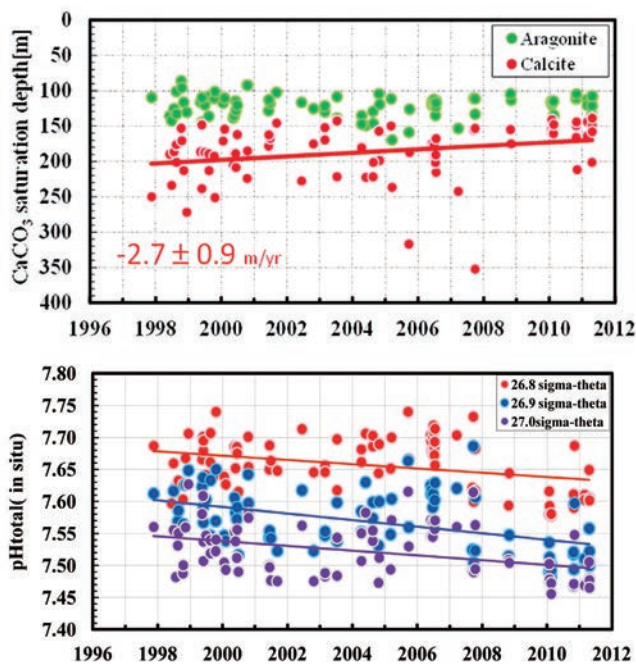 0
50
100
150
200
250
300
350
400
CaCO3 saturation depth[m]
Aragonite
Calcite
-2.7 ± 0.9 m/yr
1996 1998 2000 2002 2004 2006 2008 2010 2012
7.80
7.75
7.70
7.65
7.60
7.55
7.50
7.45
7.40
pHtotal( in situ)
26.8 sigma-theta
26.9 sigma-theta
27.0sigma-theta
1996 1998 2000 2002 2004 2006 2008 2010 2012